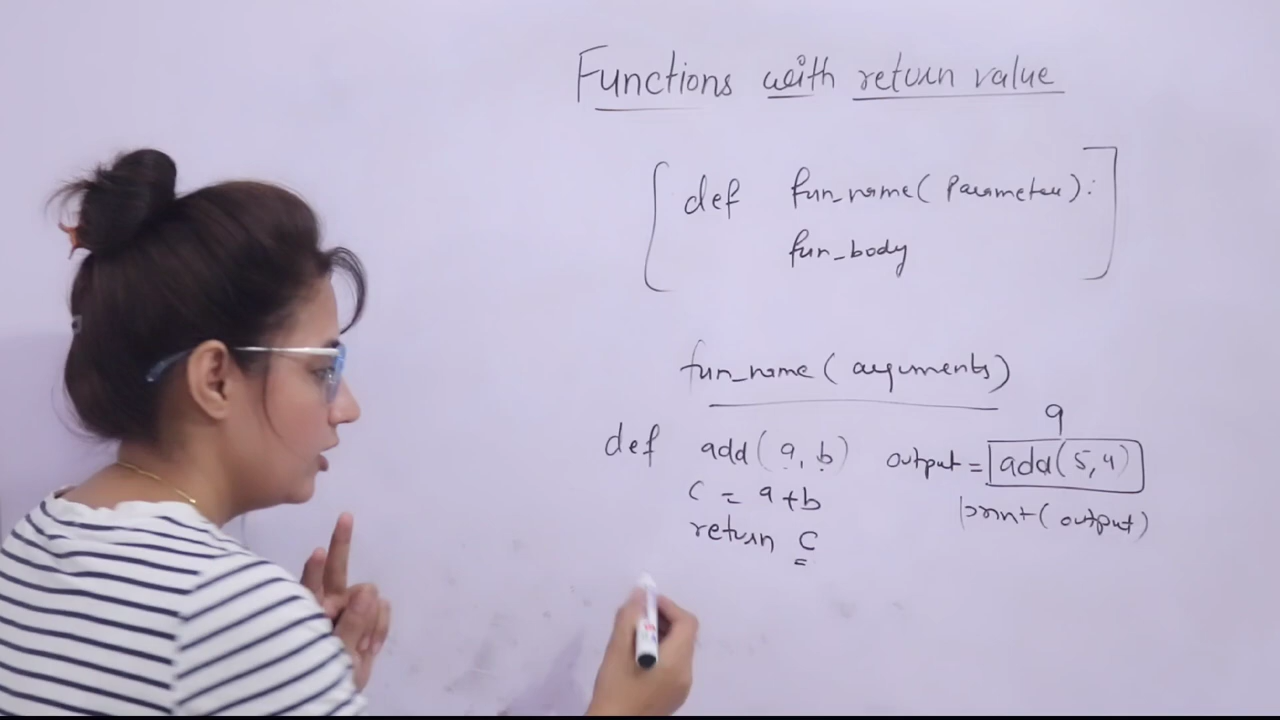 Functions with return value
def fun_name( Parameter):
fun_body
fun_name( arguments)
def add( a, b)
c = a+b
return c
9
output = add( 5, 4)
print( output)